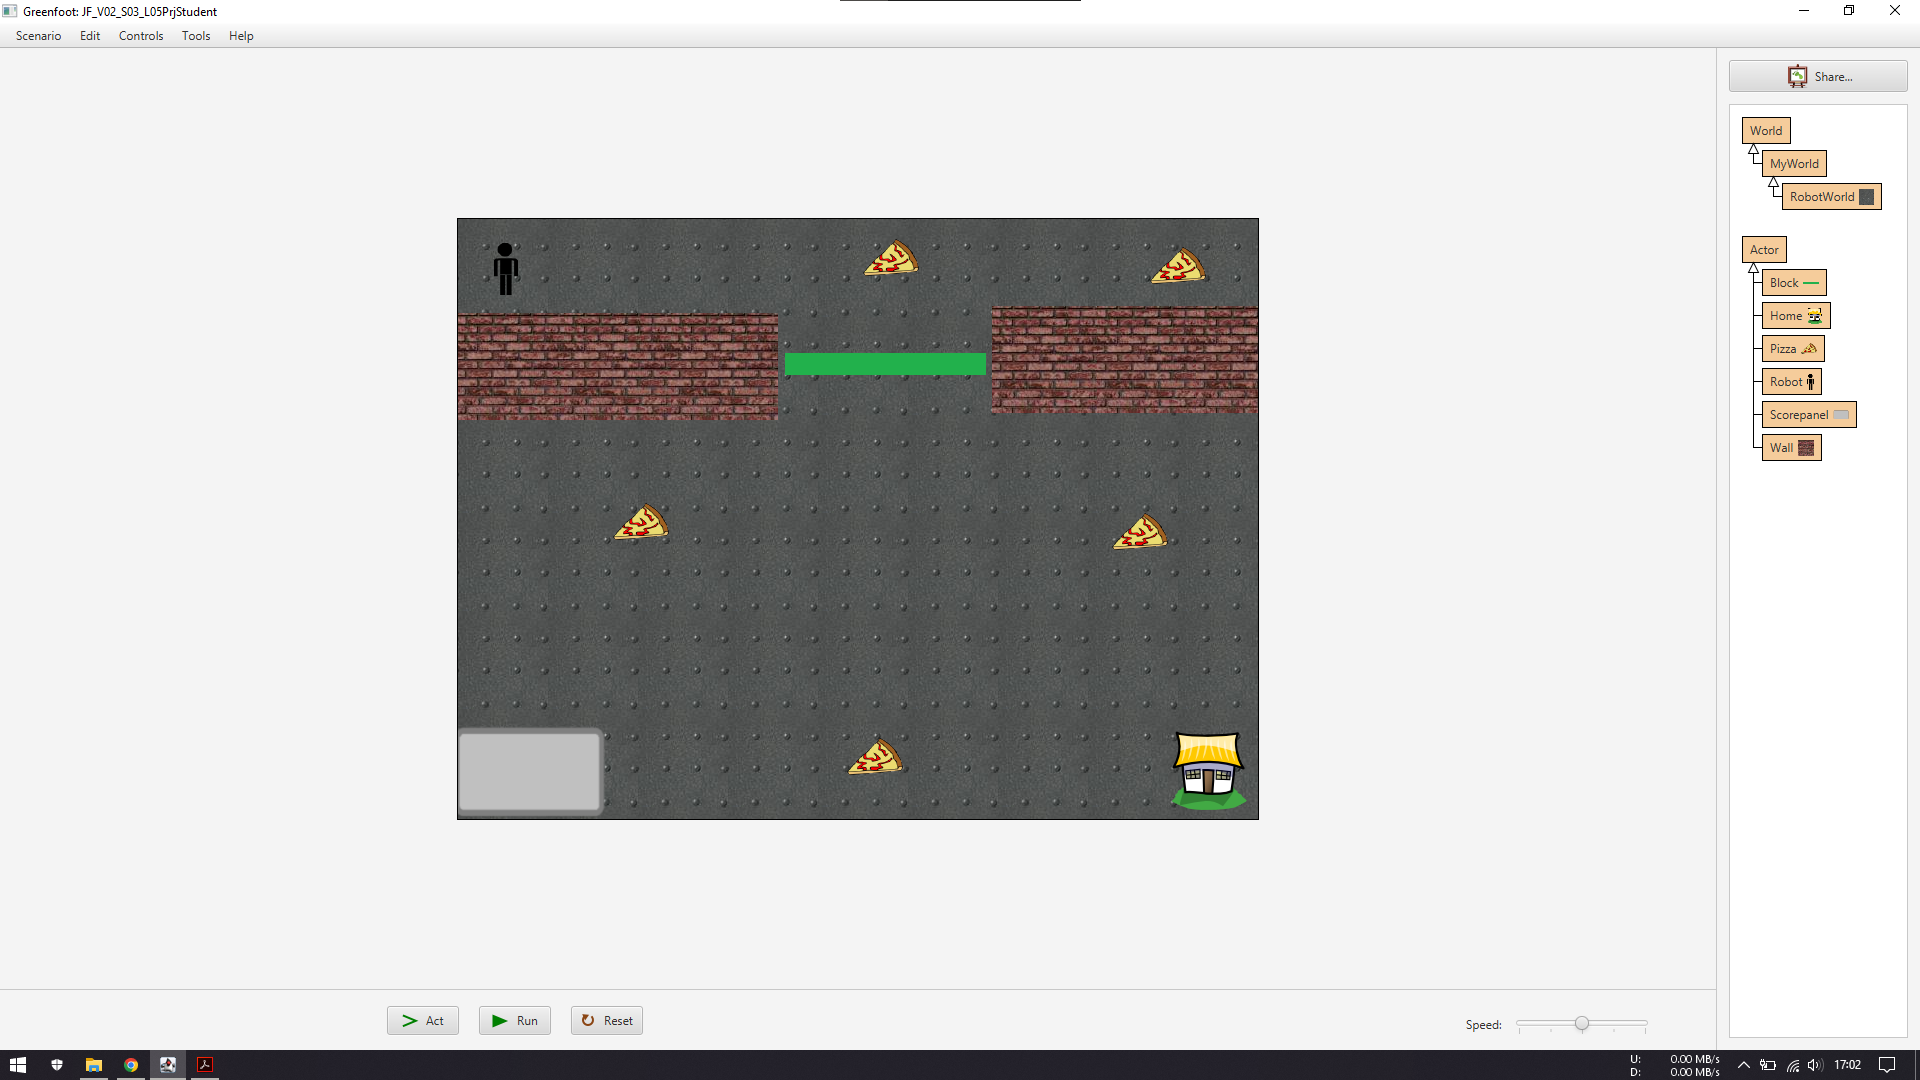 Greenfoot: JF_V02_S03_L05PrjStudent
Scenario Edit Controls Tools Help
Share...
World
MyWorld
RobotWorld
Actor
Block
Home
Pizza
Robot
Scorepanel
Wall
Act Run Reset
Speed:
U: 0.00 MB/s
D: 0.00 MB/s
17:02